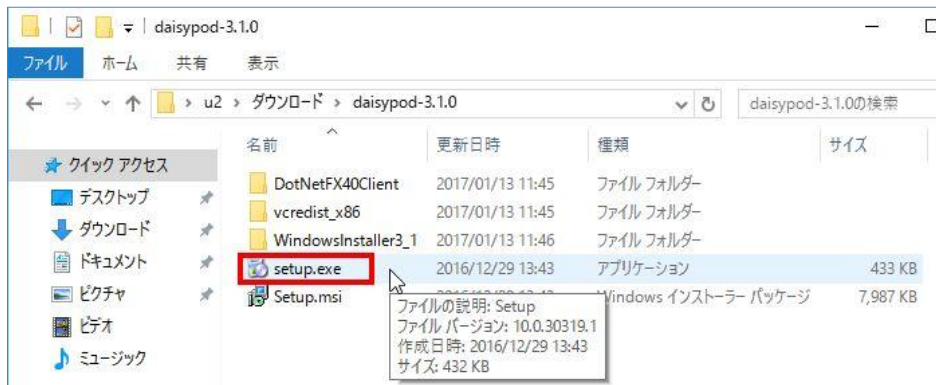 daisypod-3.1.0
ファイル ホーム 共有 表示
u2 › ダウンロード › daisypod-3.1.0 daisypod-3.1.0の検索
名前 更新日時 種類 サイズ
クイック アクセス
デスクトップ
ダウンロード
ドキュメント
ピクチャ
ビデオ
ミュージック
DotNetFX40Client 2017/01/13 11:45 ファイル フォルダー
vcredist_x86 2017/01/13 11:45 ファイル フォルダー
WindowsInstaller3_1 2017/01/13 11:46 ファイル フォルダー
setup.exe 2016/12/29 13:43 アプリケーション 433 KB
Setup.msi Windows インストーラー パッケージ 7,987 KB
ファイルの説明: Setup
ファイル バージョン: 10.0.30319.1
作成日時: 2016/12/29 13:43
サイズ: 432 KB